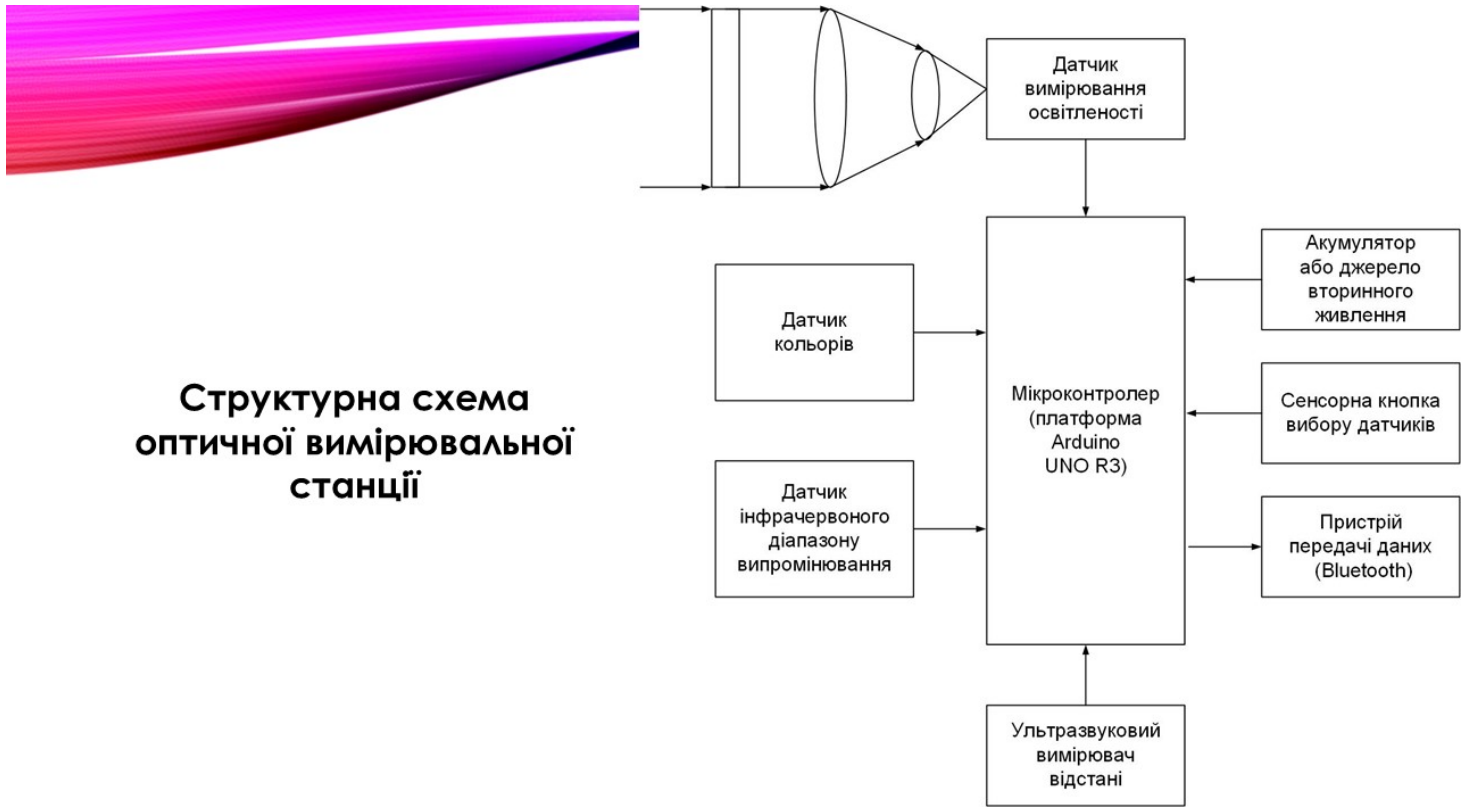 Структурна схема
оптичної вимірювальної
станції
Датчик
вимірювання
освітленості
Датчик
кольорів
Датчик
інфрачервоного
діапазону
випромінювання
Мікроконтролер
(платформа
Arduino
UNO R3)
Акумулятор
або джерело
вторинного
живлення
Сенсорна кнопка
вибору датчиків
Пристрій
передачі даних
(Bluetooth)
Ультразвуковий
вимірювач
відстані